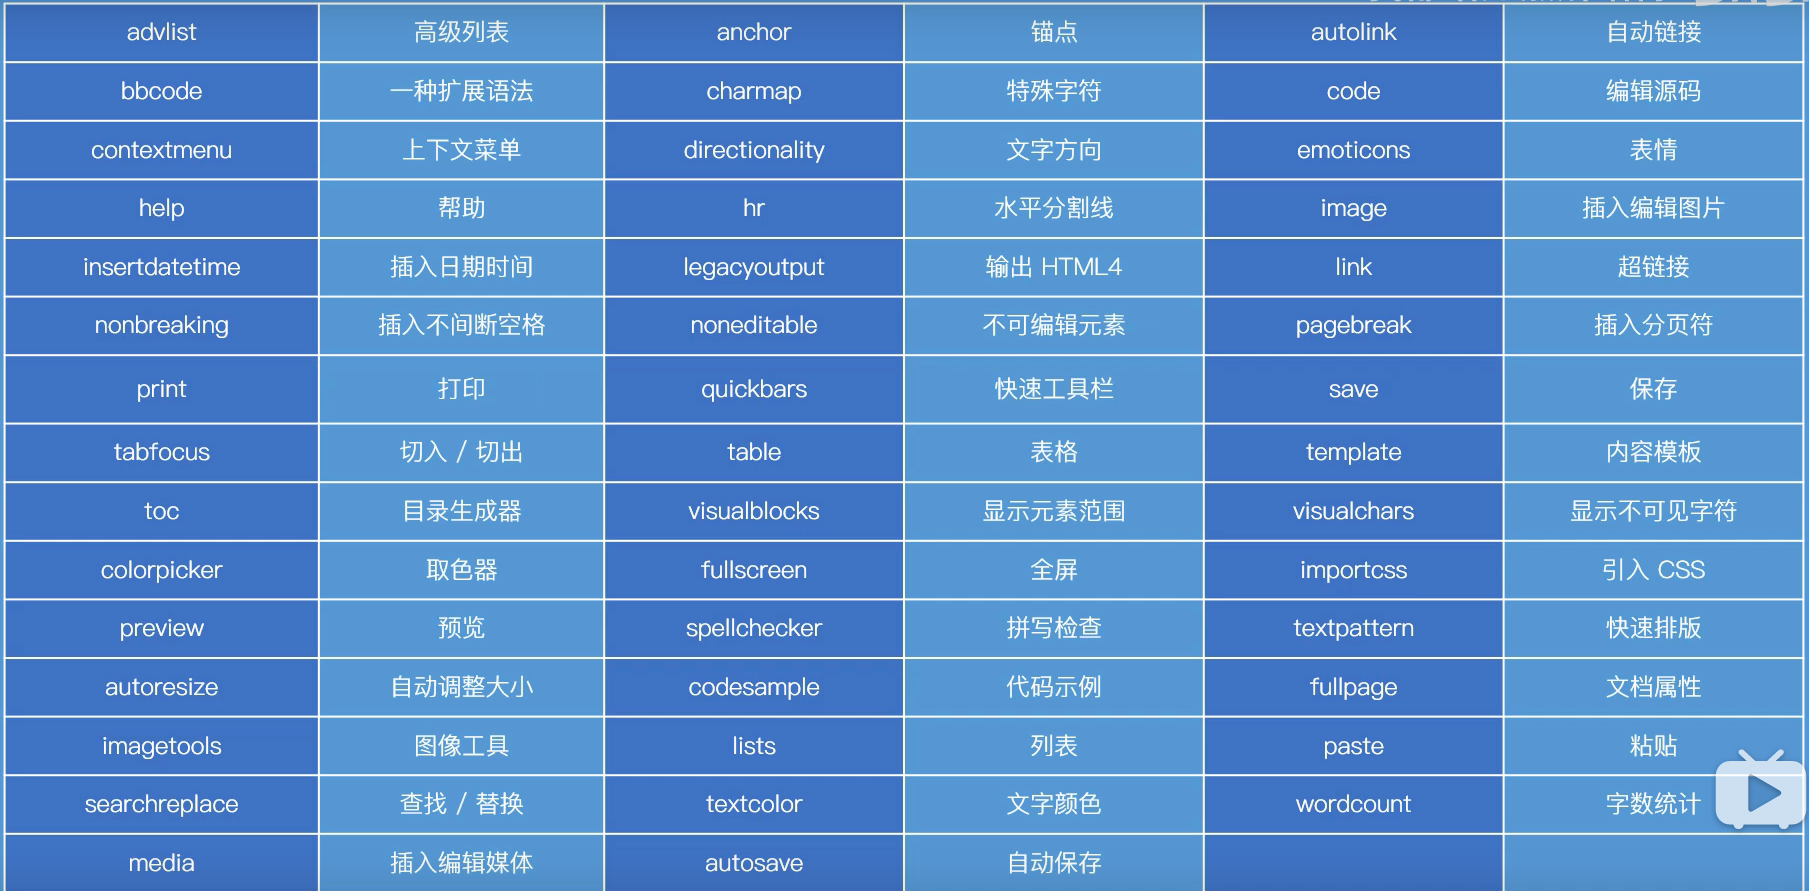 advlist 高级列表 anchor 锚点 autolink 自动链接
bbcode 一种扩展语法 charmap 特殊字符 code 编辑源码
contextmenu 上下文菜单 directionality 文字方向 emoticons 表情
help 帮助 hr 水平分割线 image 插入编辑图片
insertdatetime 插入日期时间 legacyoutput 输出 HTML4 link 超链接
nonbreaking 插入不间断空格 noneditable 不可编辑元素 pagebreak 插入分页符
print 打印 quickbars 快速工具栏 save 保存
tabfocus 切入 / 切出 table 表格 template 内容模板
toc 目录生成器 visualblocks 显示元素范围 visualchars 显示不可见字符
colorpicker 取色器 fullscreen 全屏 importcss 引入 CSS
preview 预览 spellchecker 拼写检查 textpattern 快速排版
autoresize 自动调整大小 codesample 代码示例 fullpage 文档属性
imagetools 图像工具 lists 列表 paste 粘贴
searchreplace 查找 / 替换 textcolor 文字颜色 wordcount 字数统计
media 插入编辑媒体 autosave 自动保存